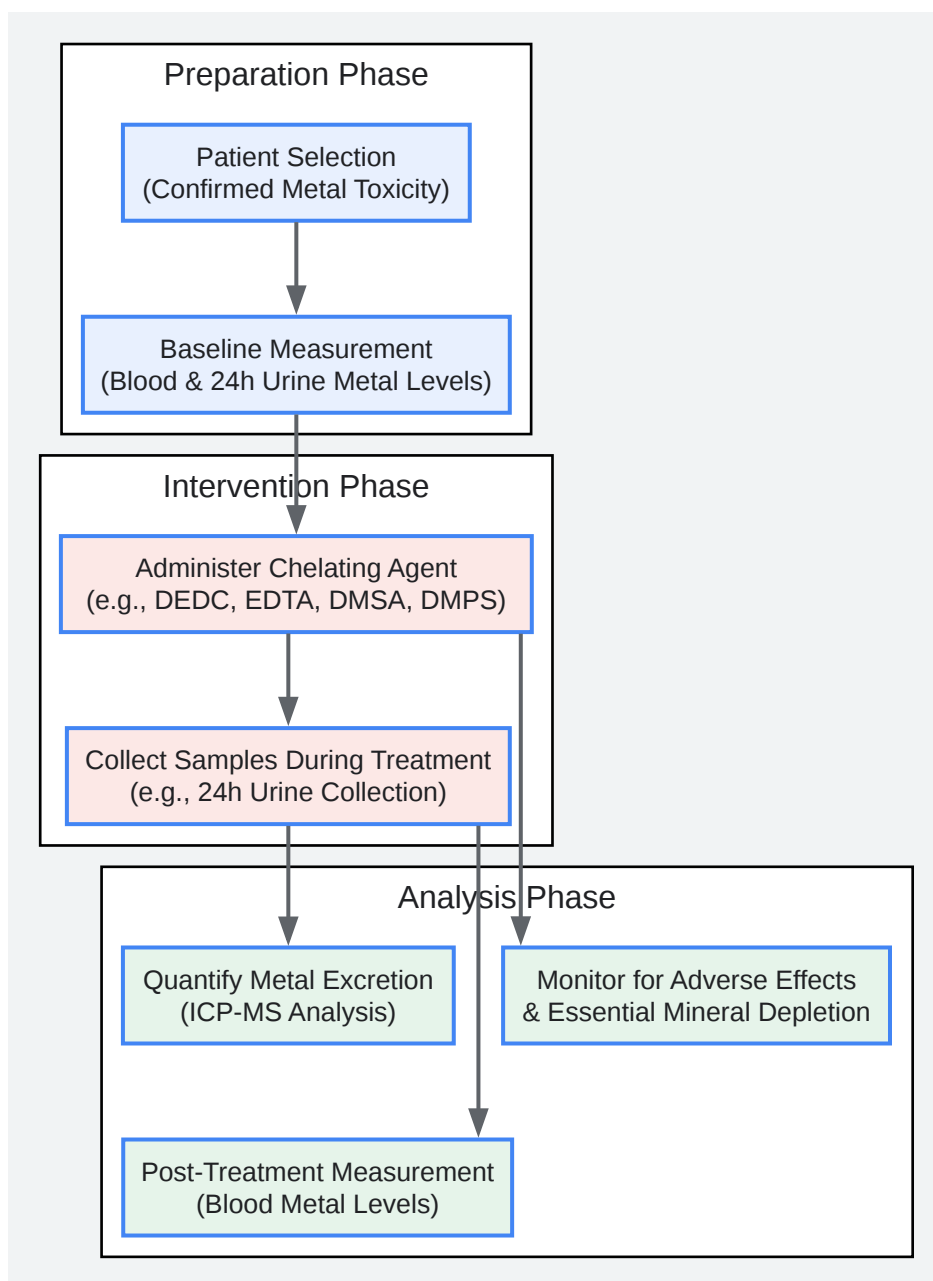 Preparation Phase
Patient Selection
(Confirmed Metal Toxicity)
Baseline Measurement
(Blood & 24h Urine Metal Levels)
Intervention Phase
Administer Chelating Agent
(e.g., DEDC, EDTA, DMSA, DMPS)
Collect Samples During Treatment
(e.g., 24h Urine Collection)
Analysis Phase
Quantify Metal Excretion
(ICP-MS Analysis)
Monitor for Adverse Effects
& Essential Mineral Depletion
Post-Treatment Measurement
(Blood Metal Levels)